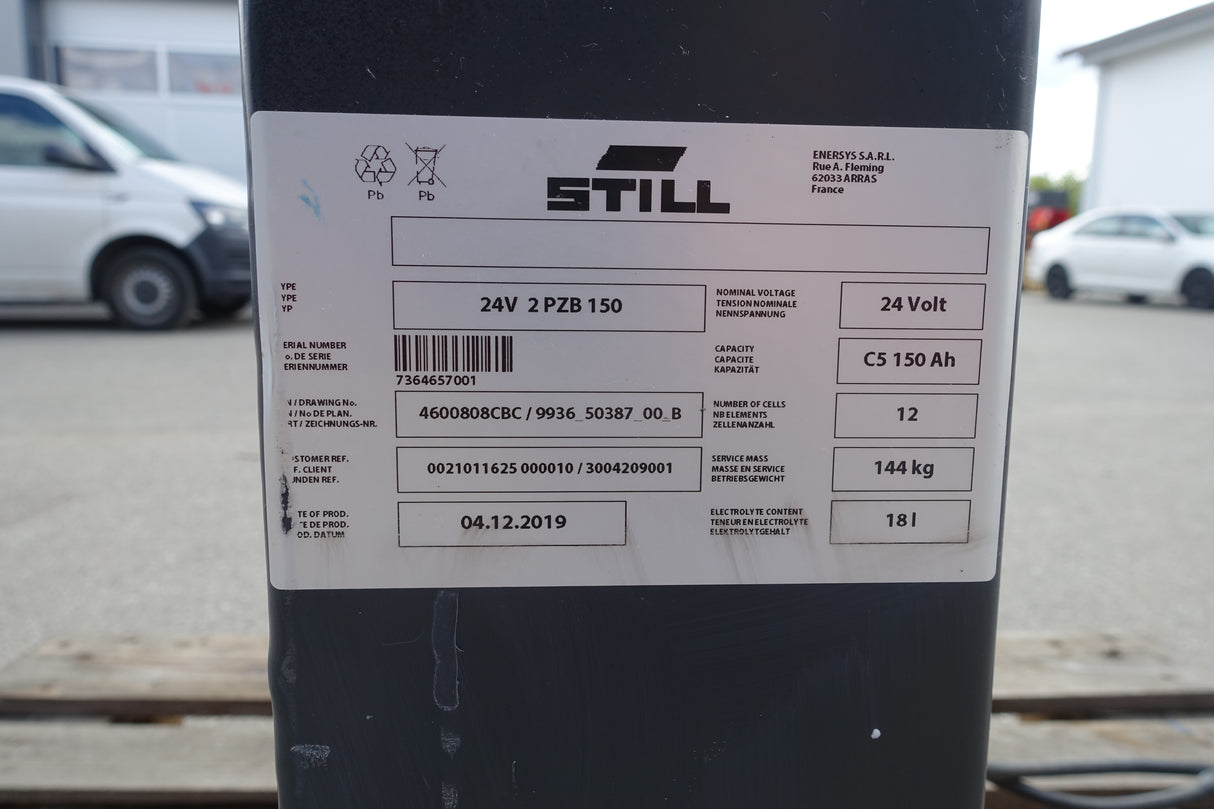 Pb Pb
STILL
ENERSYS S.A.R.L.
Rue A. Fleming
62033 ARRAS
France
YPE
YPE
YP
24V 2 PZB 150
NOMINAL VOLTAGE
TENSION NOMINALE
NENNSPANNUNG
24 Volt
ERIAL NUMBER
o. DE SERIE
ERIENNUMMER
7364657001
CAPACITY
CAPACITE
KAPAZITÄT
C5 150 Ah
N / DRAWING No.
N / No DE PLAN.
RT / ZEICHNUNGS-NR.
4600808CBC / 9936_50387_00_B
NUMBER OF CELLS
NB ELEMENTS
ZELLENANZAHL
12
STOMER REF.
F. CLIENT
UNDEN REF.
0021011625 000010 / 3004209001
SERVICE MASS
MASSE EN SERVICE
BETRIEBSGEWICHT
144 kg
TE OF PROD.
E DE PROD.
OD. DATUM
04.12.2019
ELECTROLYTE CONTENT
TENEUR EN ELECTROLYTE
ELEKTROLYTGEHALT
18 l